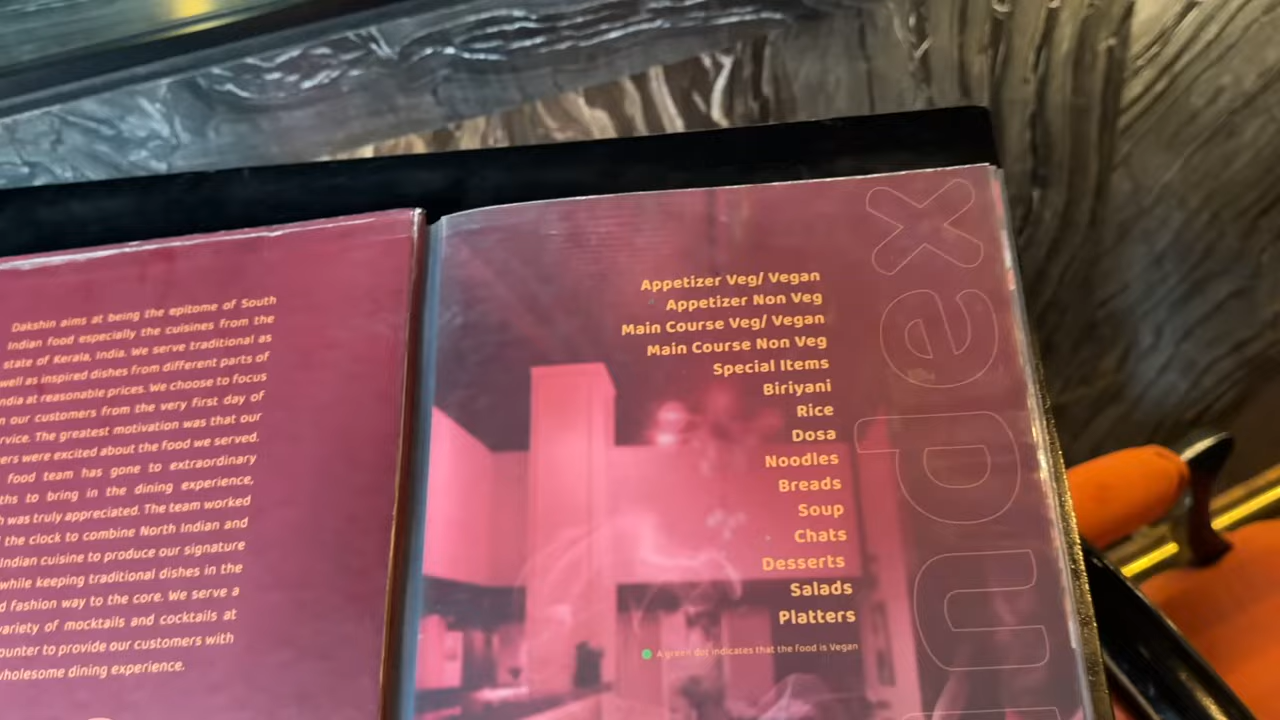 Dakshin aims at being the epitome of South
Indian food especially the cuisines from the
state of Kerala, India. We serve traditional as
well as inspired dishes from different parts of
ndia at reasonable prices. We choose to focus
n our customers from the very first day of
rvice. The greatest motivation was that our
ers were excited about the food we served.
food team has gone to extraordinary
ths to bring in the dining experience,
h was truly appreciated. The team worked
the clock to combine North Indian and
Indian cuisine to produce our signature
while keeping traditional dishes in the
d fashion way to the core. We serve a
variety of mocktails and cocktails at
ounter to provide our customers with
wholesome dining experience.
Appetizer Veg/ Vegan
Appetizer Non Veg
Main Course Veg/ Vegan
Main Course Non Veg
Special Items
Biriyani
Rice
Dosa
Noodles
Breads
Soup
Chats
Desserts
Salads
Platters
A green dot indicates that the food is Vegan
ndex